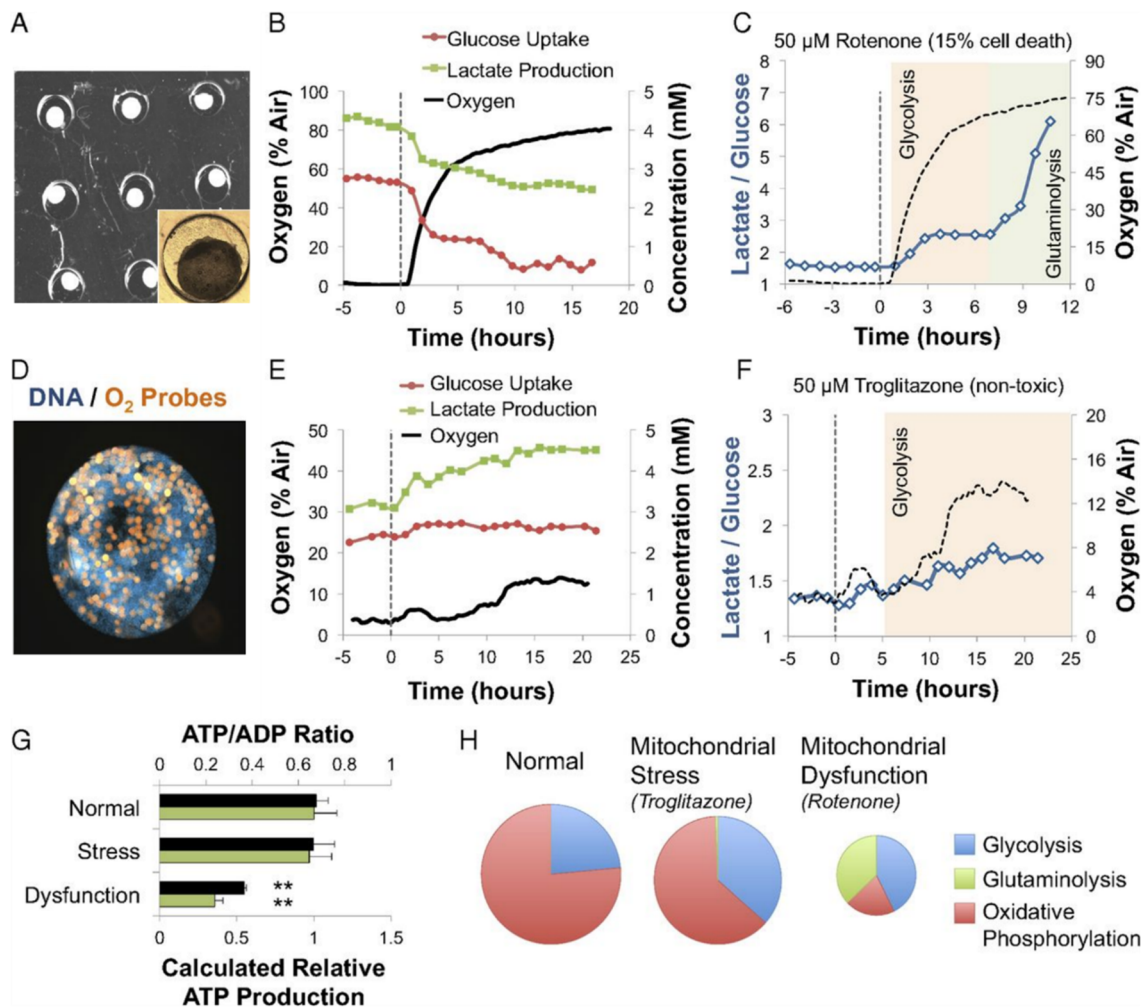 A
B
Glucose Uptake
Lactate Production
Oxygen
Oxygen (% Air)
100
80
60
40
20
0
5
4
3
2
1
0
Concentration (mM)
-5 0 5 10 15 20
Time (hours)
C
50 µM Rotenone (15% cell death)
Lactate / Glucose
8
7
6
5
4
3
2
1
Glycolysis
Glutaminolysis
90
75
60
45
30
15
0
Oxygen (% Air)
-6 -3 0 3 6 9 12
Time (hours)
D
DNA / O₂ Probes
E
Glucose Uptake
Lactate Production
Oxygen
Oxygen (% Air)
50
40
30
20
10
0
5
4
3
2
1
0
Concentration (mM)
-5 0 5 10 15 20 25
Time (hours)
F
50 µM Troglitazone (non-toxic)
Lactate / Glucose
3
2.5
2
1.5
1
Glycolysis
20
16
12
8
4
0
Oxygen (% Air)
-5 0 5 10 15 20 25
Time (hours)
G
ATP/ADP Ratio
0 0.2 0.4 0.6 0.8 1
Normal
Stress
Dysfunction
**
**
0 0.5 1 1.5
Calculated Relative
ATP Production
H
Normal
Mitochondrial
Stress
(Troglitazone)
Mitochondrial
Dysfunction
(Rotenone)
Glycolysis
Glutaminolysis
Oxidative
Phosphorylation